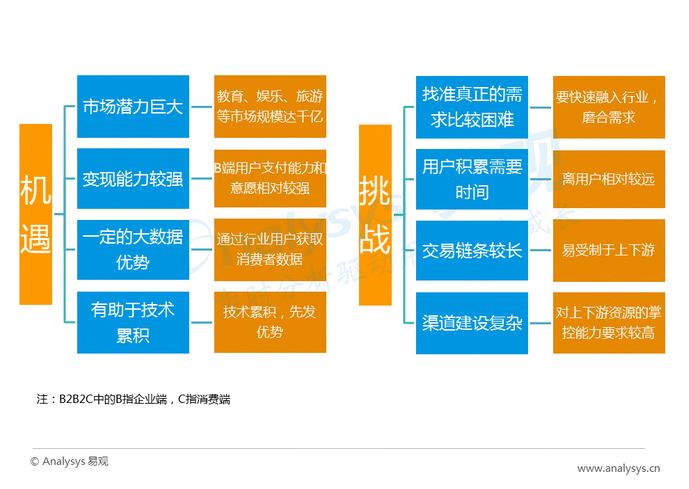 机遇
市场潜力巨大
教育、娱乐、旅游
等市场规模达千亿
变现能力较强
B端用户支付能力和
意愿相对较强
一定的大数据
优势
通过行业用户获取
消费者数据
有助于技术
累积
技术累积，先发
优势
挑战
找准真正的需
求比较困难
要快速融入行业，
磨合需求
用户积累需要
时间
离用户相对较远
交易链条较长
易受制于上下游
渠道建设复杂
对上下游资源的掌
控能力要求较高
注：B2B2C中的B指企业端，C指消费端
© Analysys 易观
www.analysys.cn